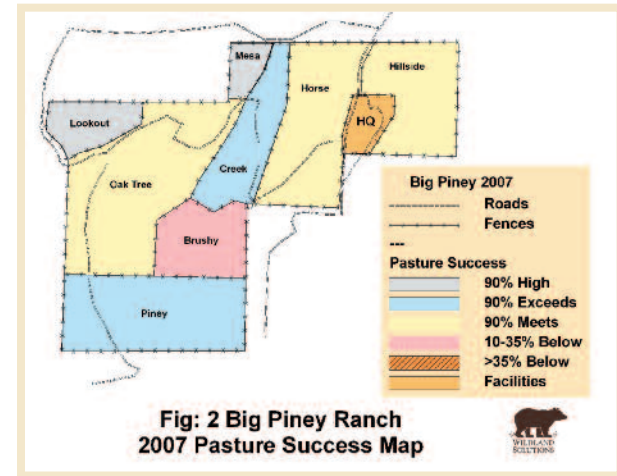 Mesa
Hillside
Horse
Lookout
HQ
Creek
Oak Tree
Brushy
Piney
Big Piney 2007
Roads
Fences
Pasture Success
90% High
90% Exceeds
90% Meets
10-35% Below
>35% Below
Facilities
Fig: 2 Big Piney Ranch
2007 Pasture Success Map
WILDLAND
SOLUTIONS